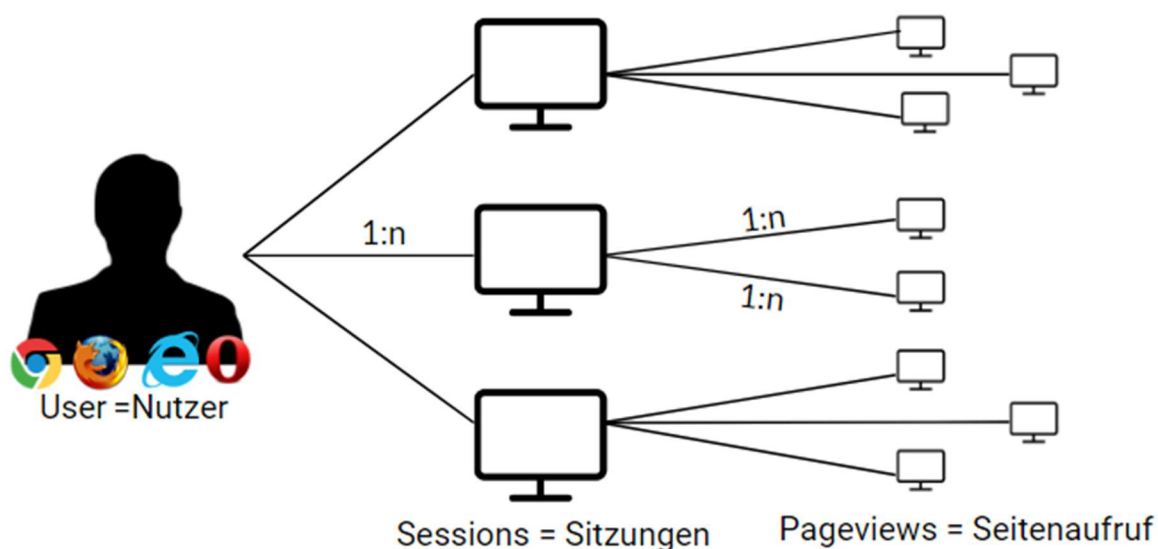 1:n
1:n
1:n
User =Nutzer
Sessions = Sitzungen
Pageviews = Seitenaufruf